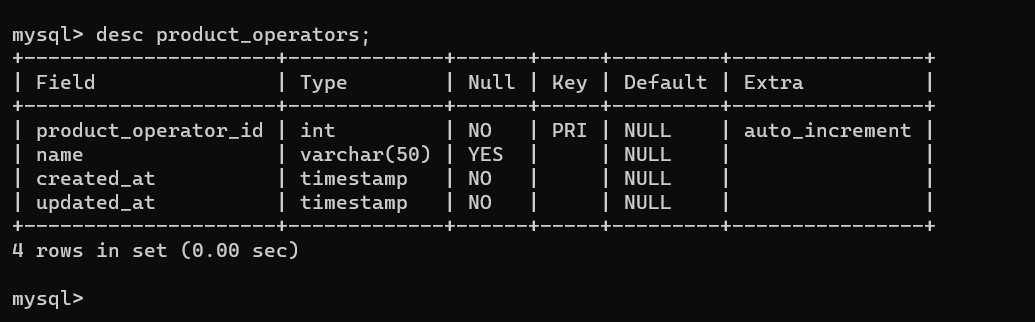 mysql> desc product_operators;
+---------------------+-------------+------+-----+---------+----------------+
| Field               | Type        | Null | Key | Default | Extra          |
+---------------------+-------------+------+-----+---------+----------------+
| product_operator_id | int         | NO   | PRI | NULL    | auto_increment |
| name                | varchar(50) | YES  |     | NULL    |                |
| created_at          | timestamp   | NO   |     | NULL    |                |
| updated_at          | timestamp   | NO   |     | NULL    |                |
+---------------------+-------------+------+-----+---------+----------------+
4 rows in set (0.00 sec)
mysql>